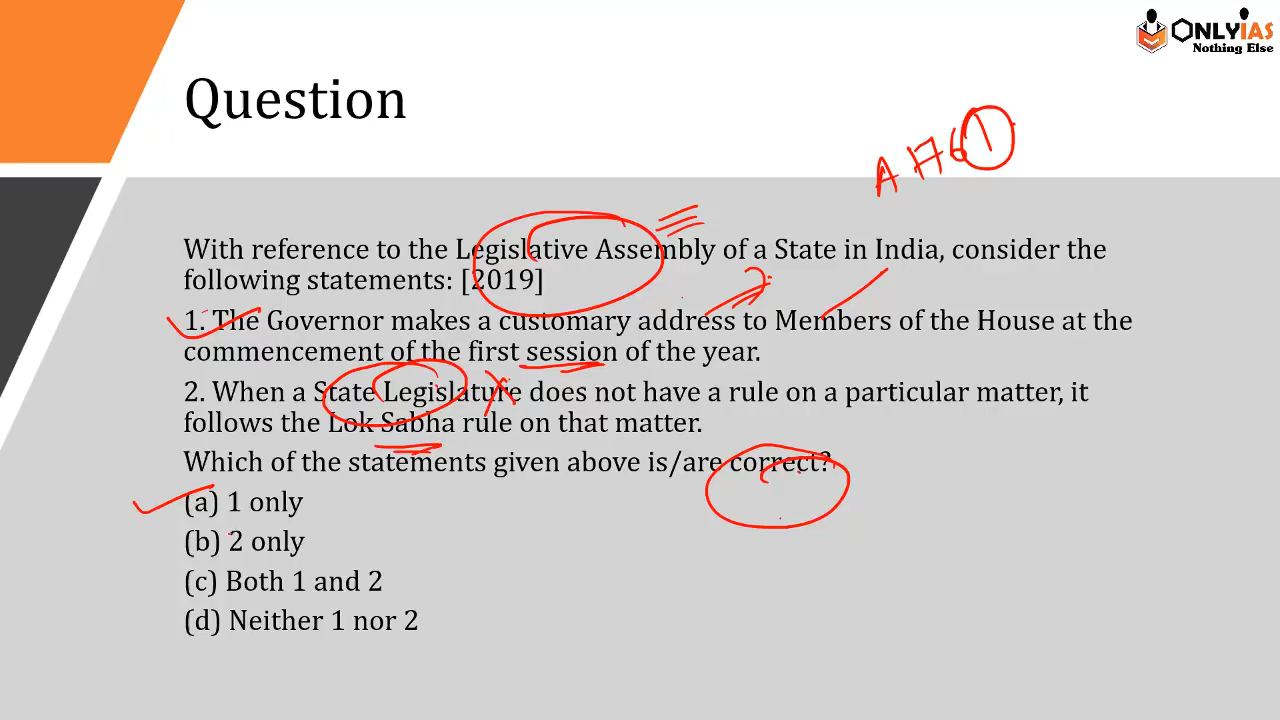 ONLYIAS
Nothing Else
Question
A 176 1
With reference to the Legislative Assembly of a State in India, consider the
following statements: [2019]
1. The Governor makes a customary address to Members of the House at the
commencement of the first session of the year.
2. When a State Legislature does not have a rule on a particular matter, it
follows the Lok Sabha rule on that matter.
Which of the statements given above is/are correct?
(a) 1 only
(b) 2 only
(c) Both 1 and 2
(d) Neither 1 nor 2